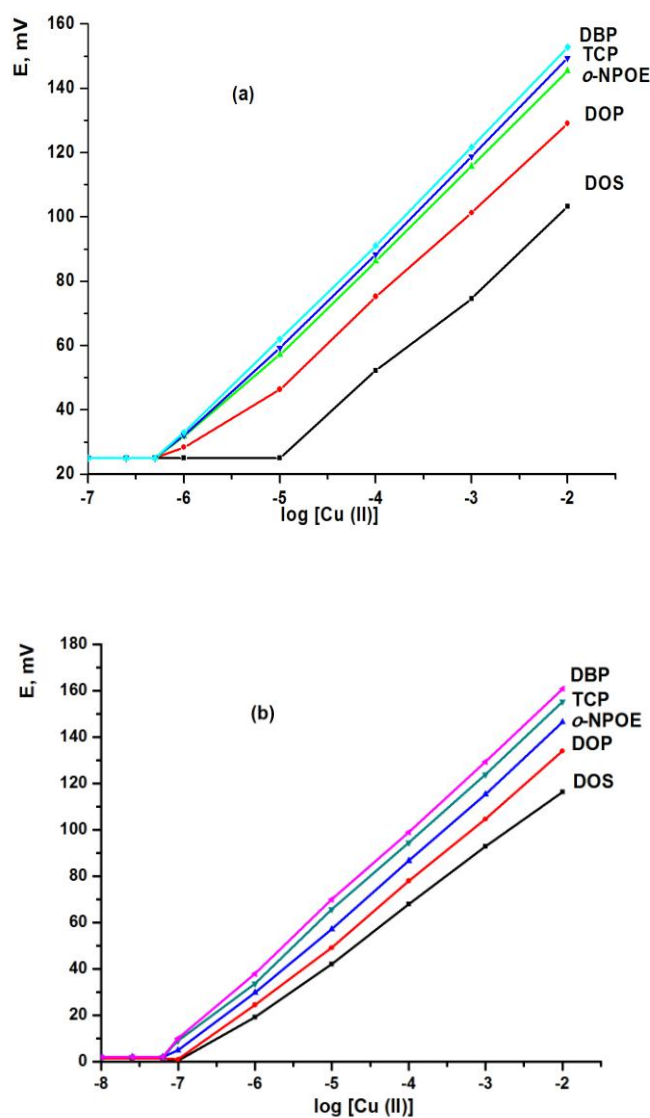 E, mV
160
140
120
100
80
60
40
20
(a)
DBP
TCP
o-NPOE
DOP
DOS
-7 -6 -5 -4 -3 -2
log [Cu (II)]
E, mV
180
160
140
120
100
80
60
40
20
0
(b)
DBP
TCP
o-NPOE
DOP
DOS
-8 -7 -6 -5 -4 -3 -2
log [Cu (II)]